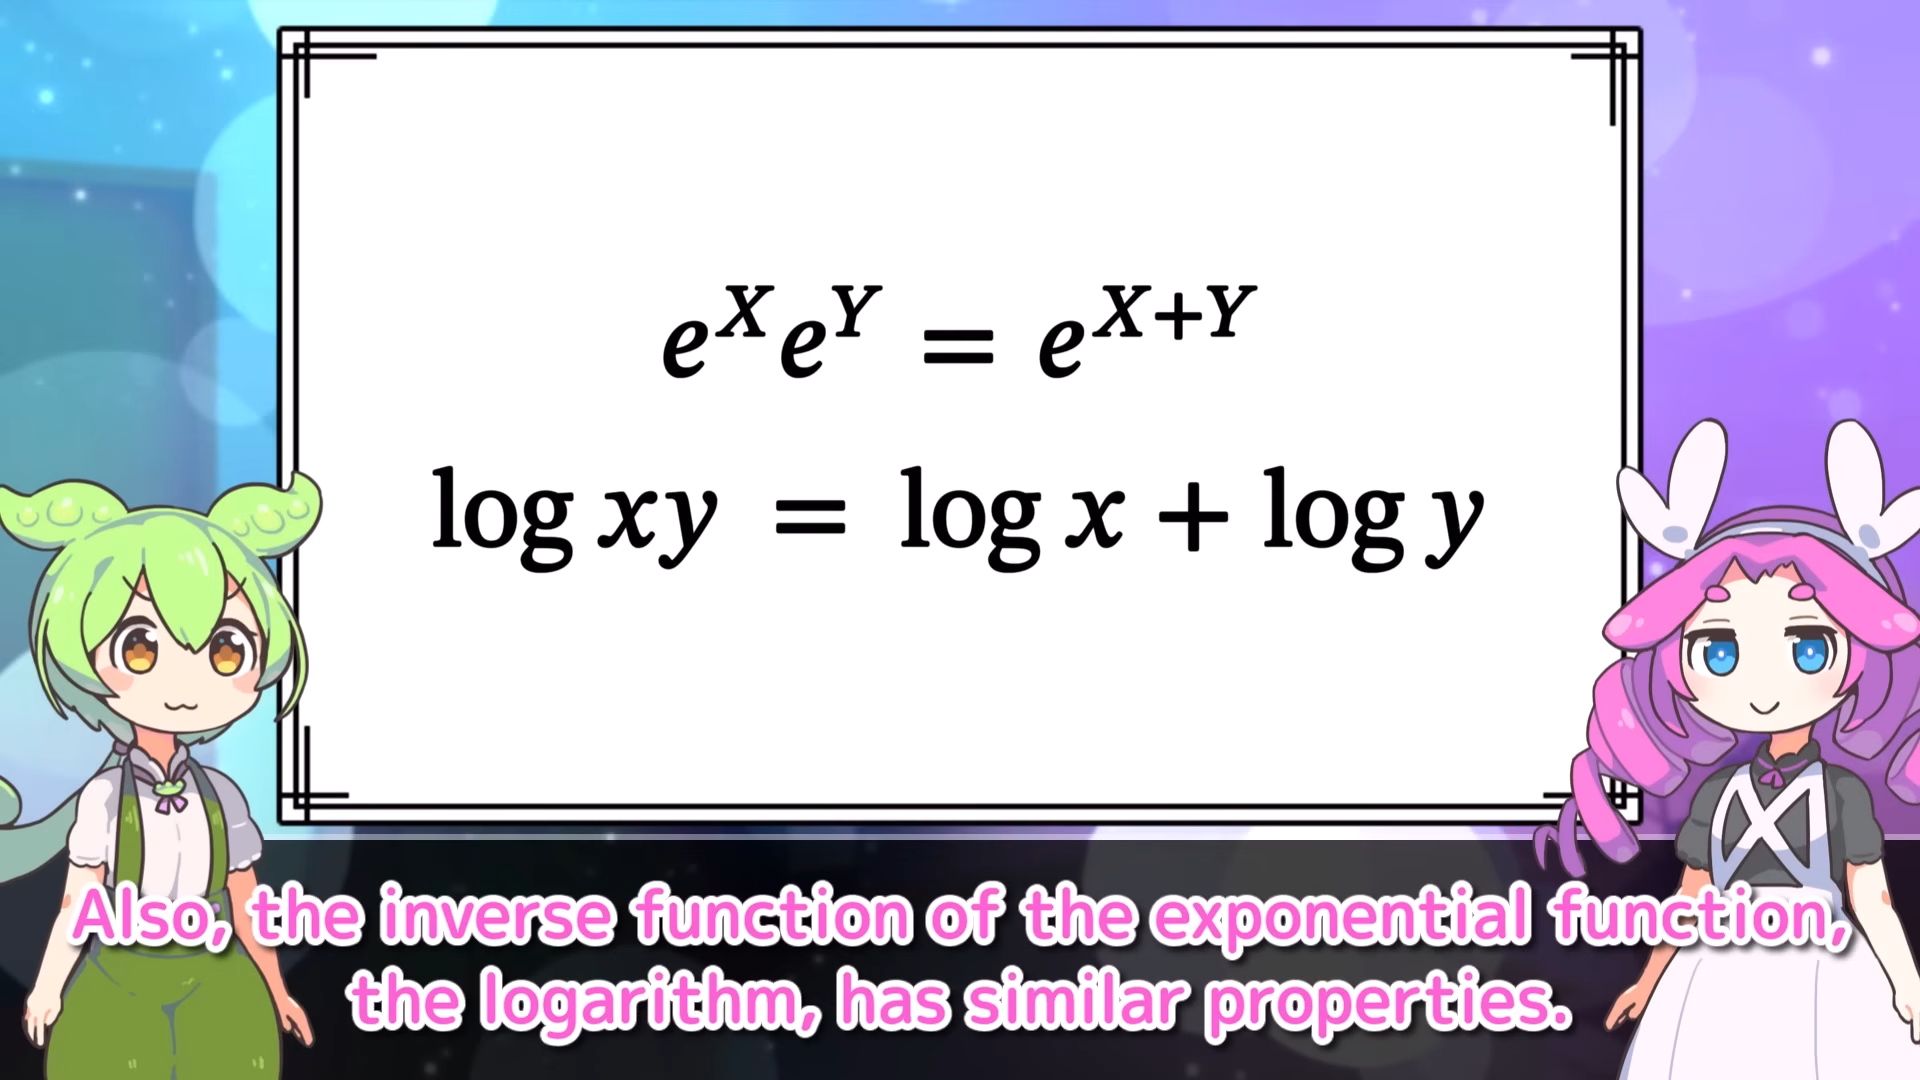 e^X e^Y = e^{X+Y}
log xy = log x + log y
Also, the inverse function of the exponential function,
the logarithm, has similar properties.